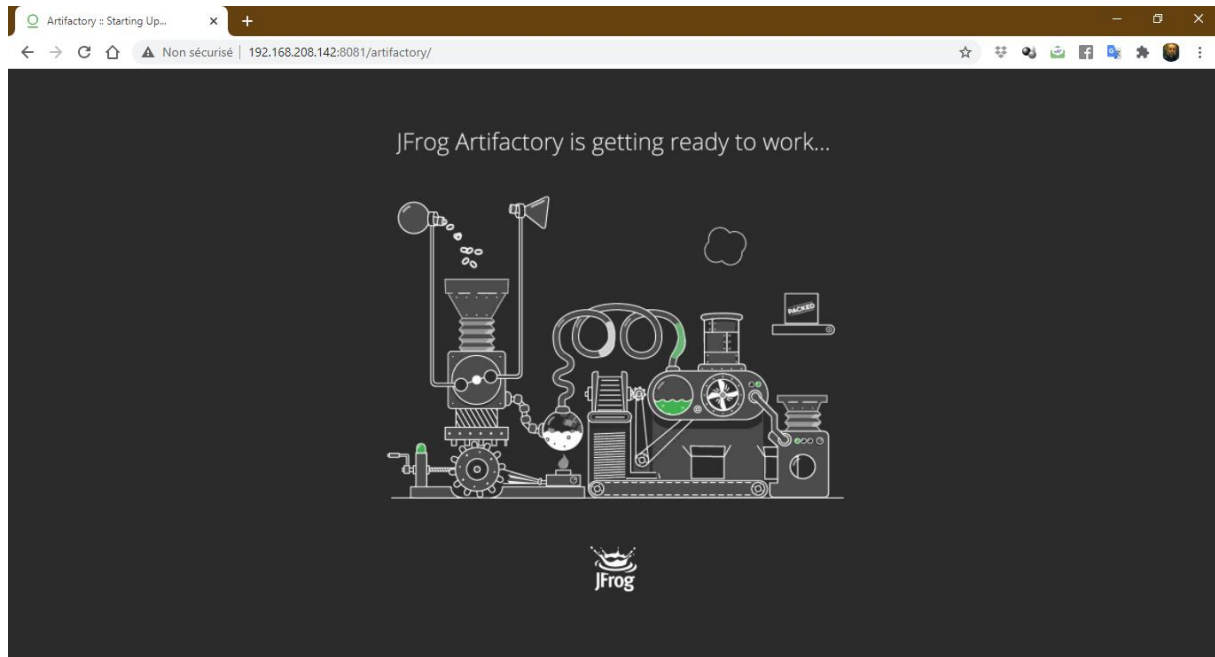 Artifactory :: Starting Up...
Non sécurisé
192.168.208.142:8081/artifactory/
JFrog Artifactory is getting ready to work...
PACKED
JFrog